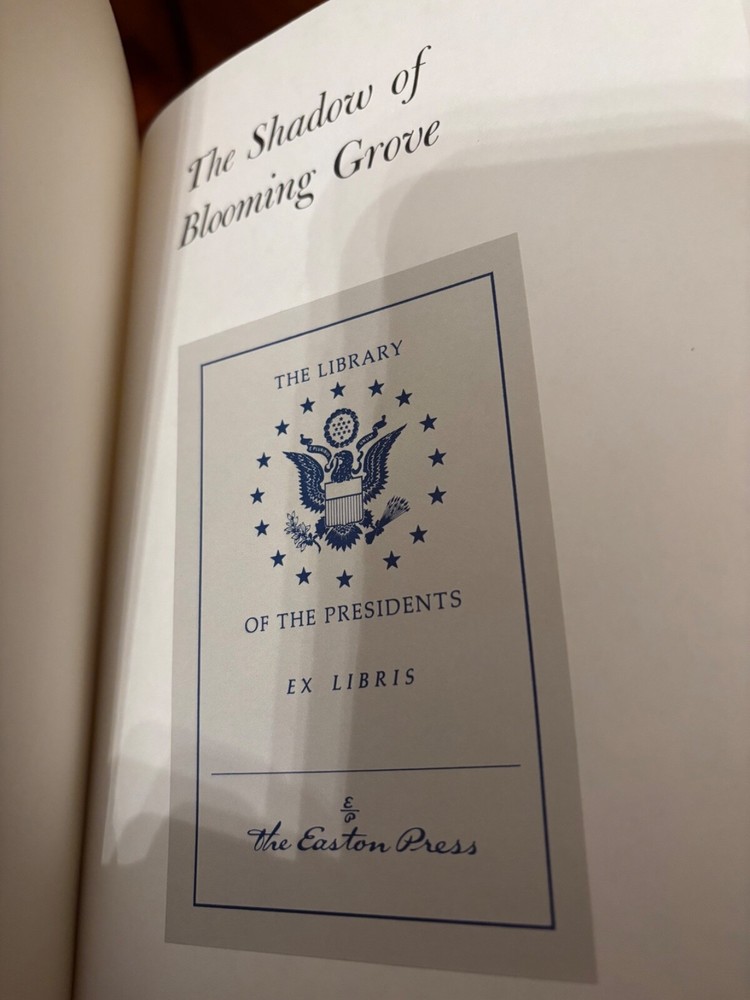 The Shadow of
Blooming Grove
THE LIBRARY
OF THE PRESIDENTS
EX LIBRIS
E
P
The Easton Press